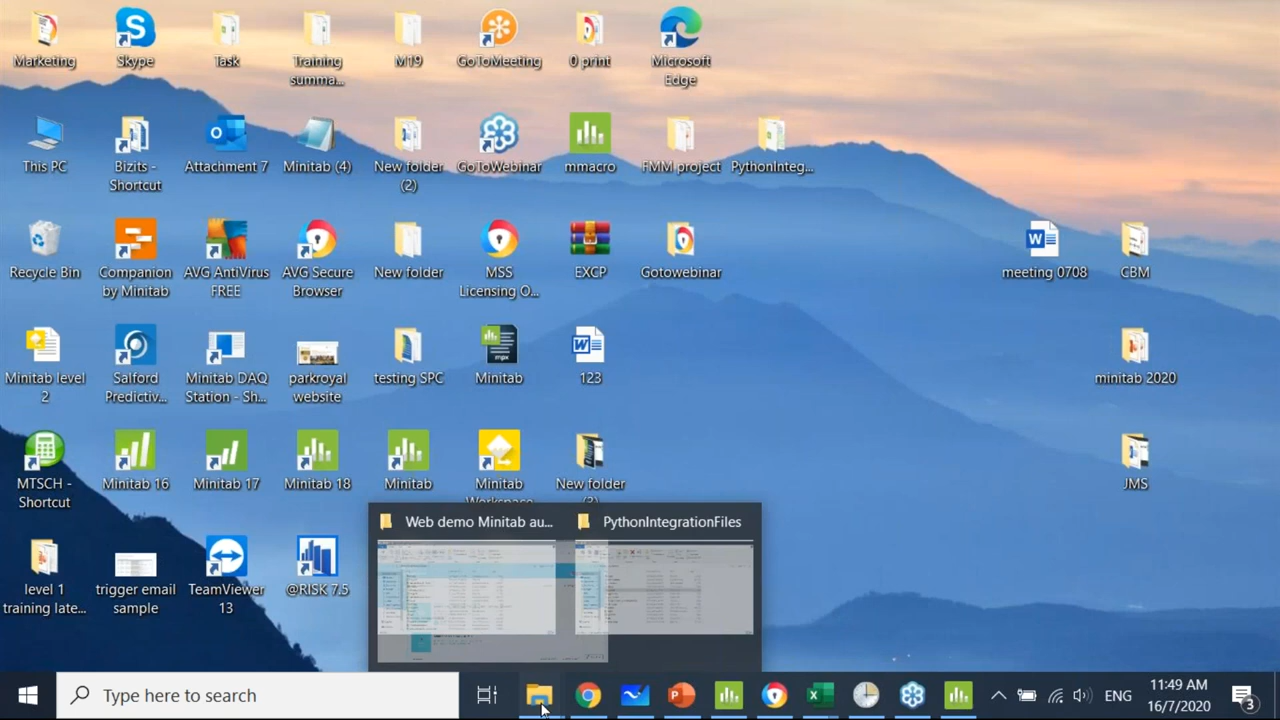 Marketing
Skype
Task
Training
summa...
M19
GoToMeeting
0 print
Microsoft
Edge
This PC
Bizits -
Shortcut
Attachment 7
Minitab (4)
New folder
(2)
GoToWebinar
mmacro
FMM project
PythonInteg...
Recycle Bin
Companion
by Minitab
AVG AntiVirus
FREE
AVG Secure
Browser
New folder
MSS
Licensing O...
EXCP
Gotowebinar
meeting 0708
CBM
Minitab level
2
Salford
Predictiv...
Minitab DAQ
Station - Sh...
parkroyal
website
testing SPC
mpx
Minitab
123
minitab 2020
MTSCH -
Shortcut
Minitab 16
Minitab 17
Minitab 18
Minitab
Minitab
Workspace
New folder
(3)
JMS
level 1
training late...
trigger email
sample
TeamViewer
13
@RISK 7.5
Web demo Minitab au...
PythonIntegrationFiles
Type here to search
ENG
11:49 AM
16/7/2020
3